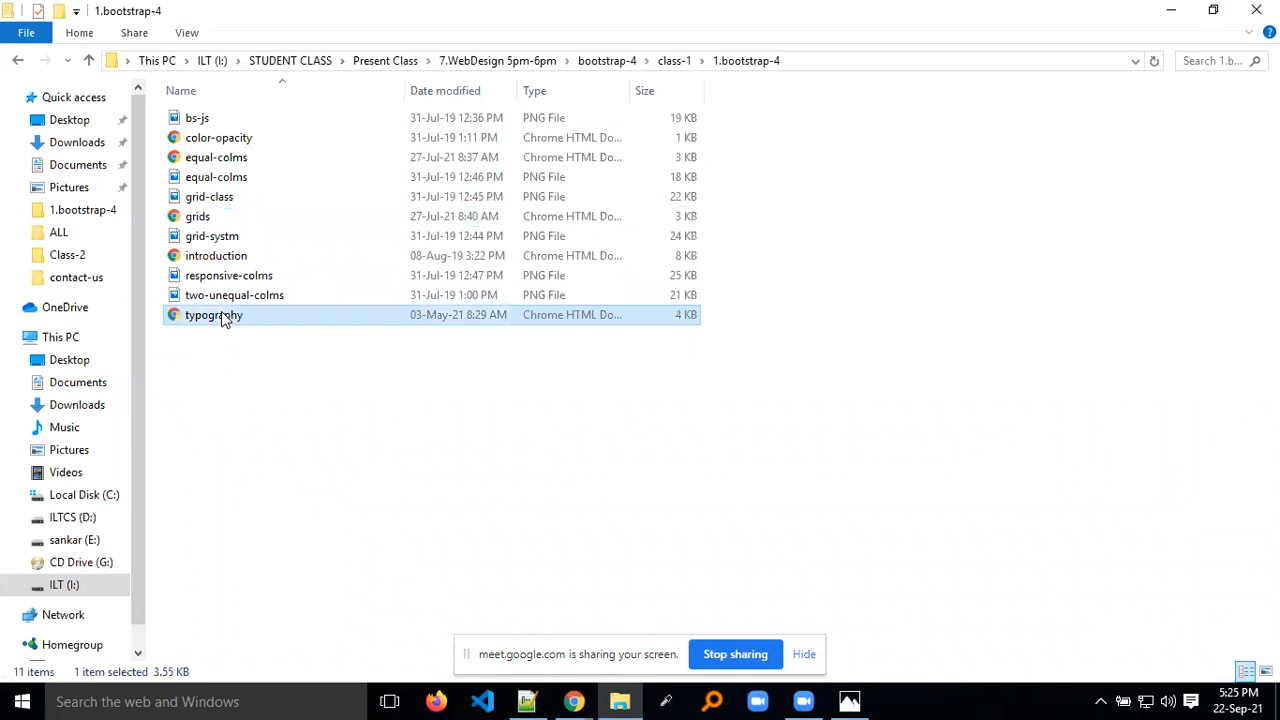 1.bootstrap-4
File Home Share View
This PC ILT (I:) STUDENT CLASS Present Class 7.WebDesign 5pm-6pm bootstrap-4 class-1 1.bootstrap-4 Search 1.b...
Name Date modified Type Size
bs-js 31-Jul-19 12:36 PM PNG File 19 KB
color-opacity 31-Jul-19 1:11 PM Chrome HTML Do... 1 KB
equal-colms 27-Jul-21 8:37 AM Chrome HTML Do... 3 KB
equal-colms 31-Jul-19 12:46 PM PNG File 18 KB
grid-class 31-Jul-19 12:45 PM PNG File 22 KB
grids 27-Jul-21 8:40 AM Chrome HTML Do... 3 KB
grid-systm 31-Jul-19 12:44 PM PNG File 24 KB
introduction 08-Aug-19 3:22 PM Chrome HTML Do... 8 KB
responsive-colms 31-Jul-19 12:47 PM PNG File 25 KB
two-unequal-colms 31-Jul-19 1:00 PM PNG File 21 KB
typography 03-May-21 8:29 AM Chrome HTML Do... 4 KB
Quick access
Desktop
Downloads
Documents
Pictures
1.bootstrap-4
ALL
Class-2
contact-us
OneDrive
This PC
Desktop
Documents
Downloads
Music
Pictures
Videos
Local Disk (C:)
ILTCS (D:)
sankar (E:)
CD Drive (G:)
ILT (I:)
Network
Homegroup
meet.google.com is sharing your screen. Stop sharing Hide
11 items 1 item selected 3.55 KB
Search the web and Windows
5:25 PM
22-Sep-21